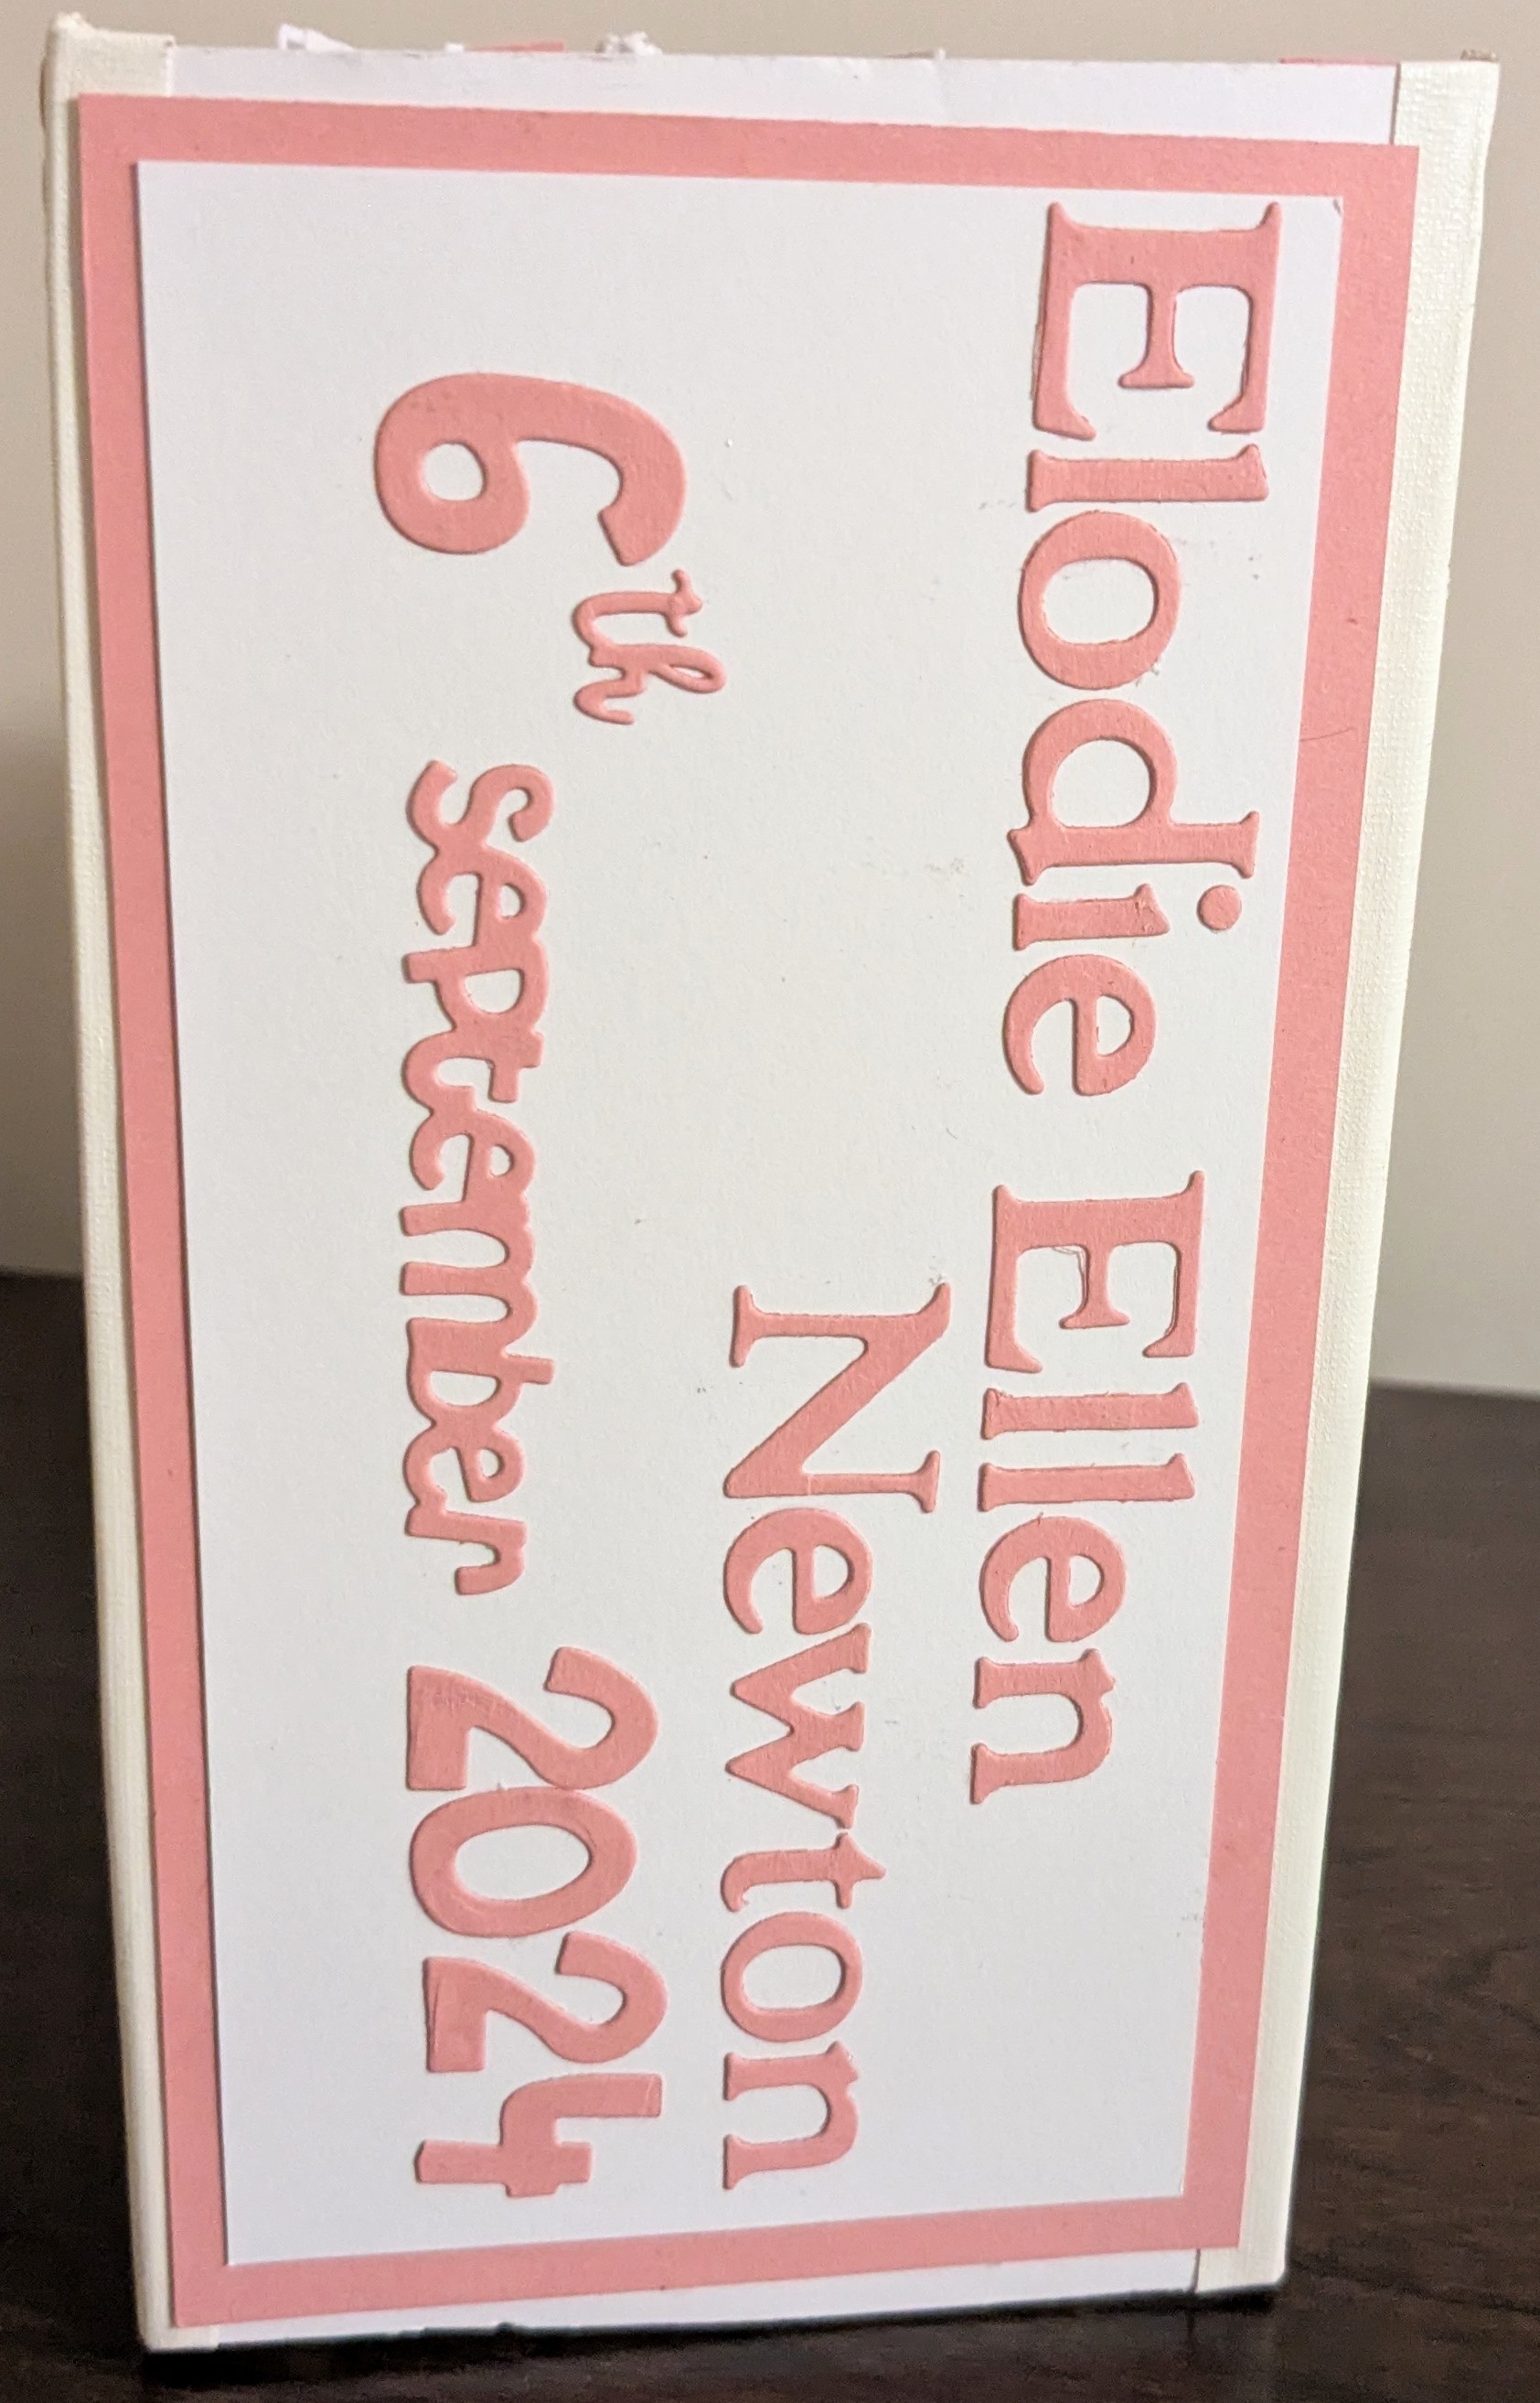 Elodie Ellen
Newton
6th september 2024